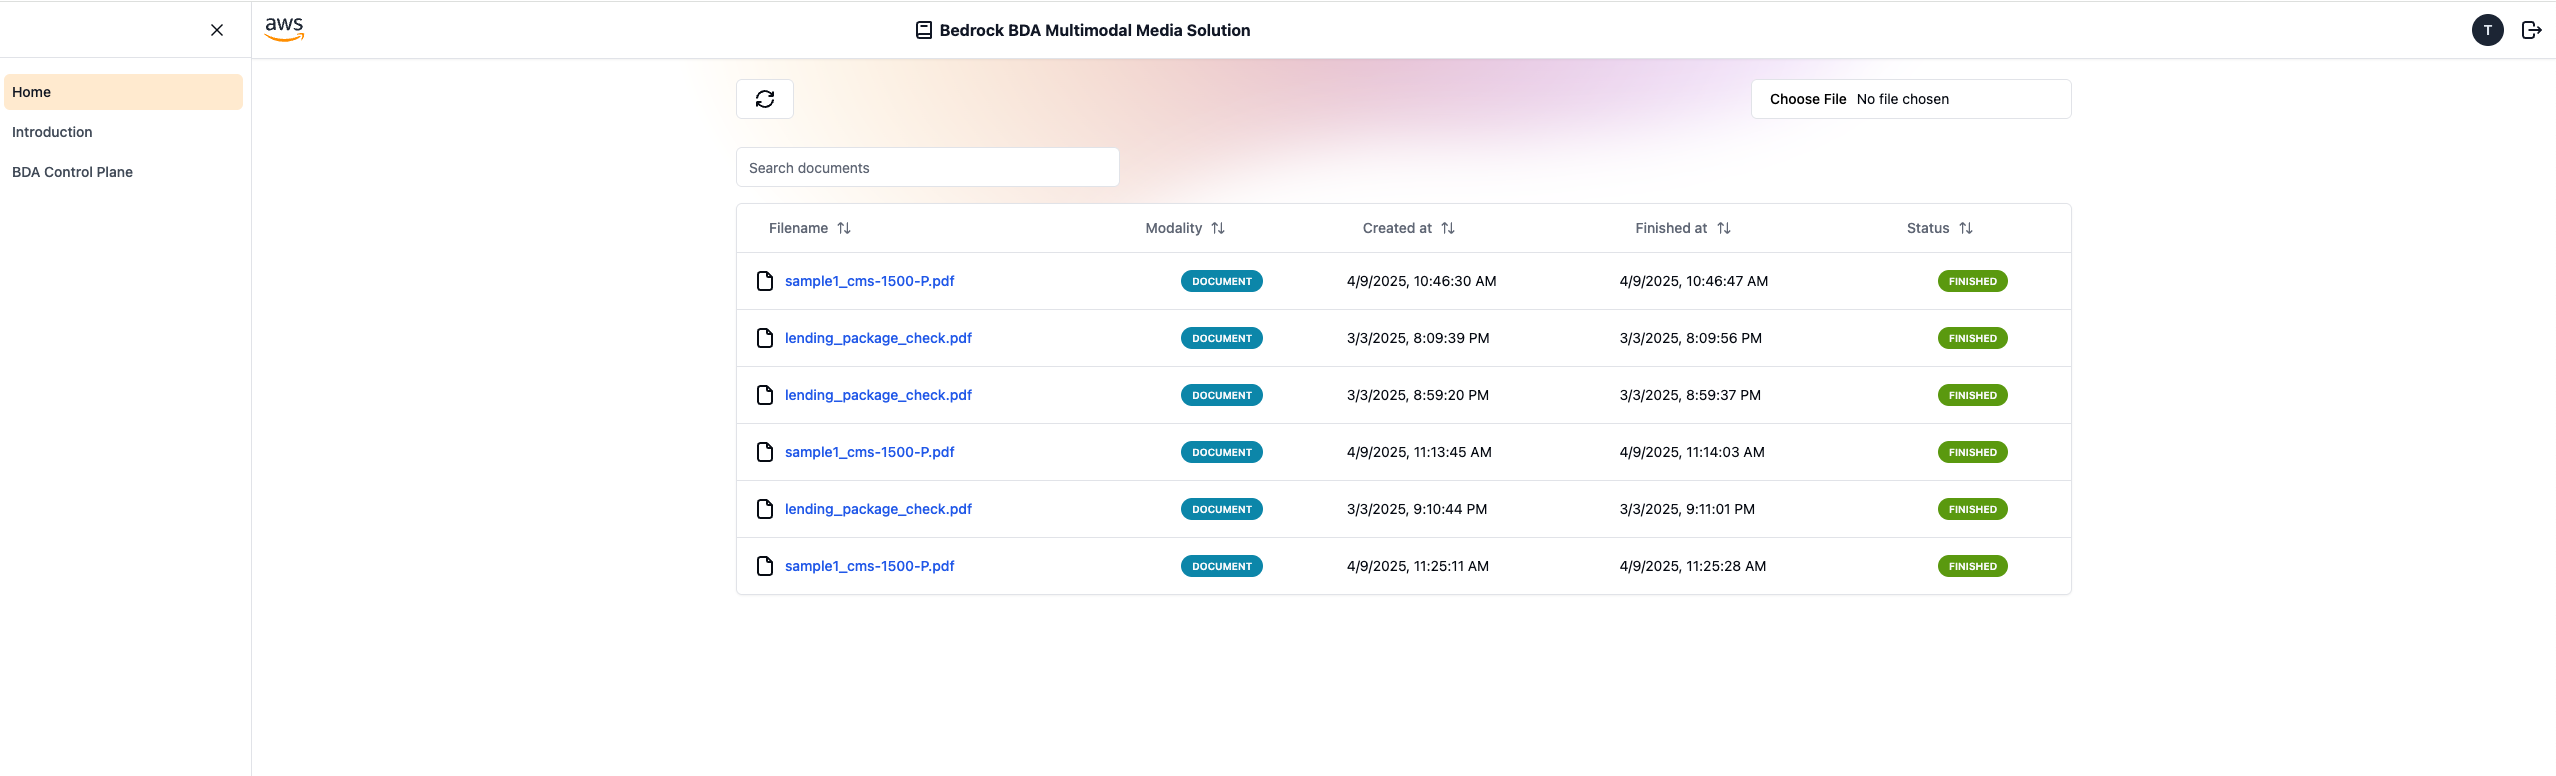 aws
Bedrock BDA Multimodal Media Solution
T
Home
Introduction
BDA Control Plane
Choose File No file chosen
Search documents
Filename Modality Created at Finished at Status
sample1_cms-1500-P.pdf DOCUMENT 4/9/2025, 10:46:30 AM 4/9/2025, 10:46:47 AM FINISHED
lending_package_check.pdf DOCUMENT 3/3/2025, 8:09:39 PM 3/3/2025, 8:09:56 PM FINISHED
lending_package_check.pdf DOCUMENT 3/3/2025, 8:59:20 PM 3/3/2025, 8:59:37 PM FINISHED
sample1_cms-1500-P.pdf DOCUMENT 4/9/2025, 11:13:45 AM 4/9/2025, 11:14:03 AM FINISHED
lending_package_check.pdf DOCUMENT 3/3/2025, 9:10:44 PM 3/3/2025, 9:11:01 PM FINISHED
sample1_cms-1500-P.pdf DOCUMENT 4/9/2025, 11:25:11 AM 4/9/2025, 11:25:28 AM FINISHED